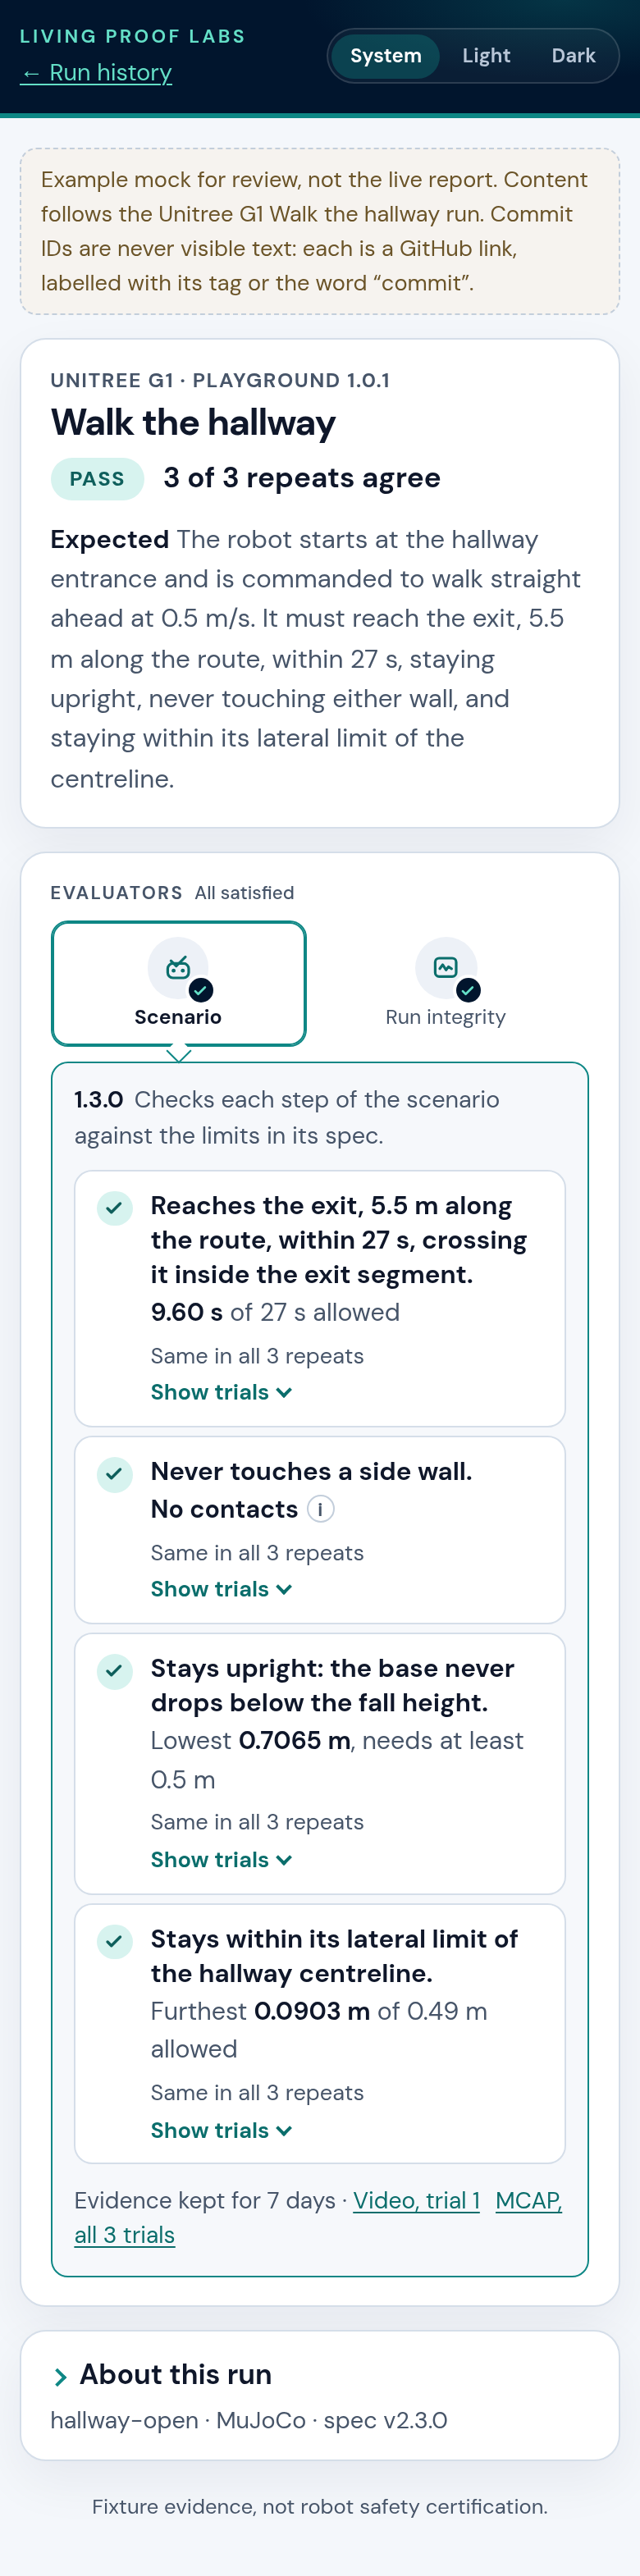 LIVING PROOF LABS
← Run history
System Light Dark
Example mock for review, not the live report. Content
follows the Unitree G1 Walk the hallway run. Commit
IDs are never visible text: each is a GitHub link,
labelled with its tag or the word “commit”.
UNITREE G1 · PLAYGROUND 1.0.1
Walk the hallway
PASS 3 of 3 repeats agree
Expected The robot starts at the hallway
entrance and is commanded to walk straight
ahead at 0.5 m/s. It must reach the exit, 5.5
m along the route, within 27 s, staying
upright, never touching either wall, and
staying within its lateral limit of the
centreline.
EVALUATORS All satisfied
Scenario
Run integrity
1.3.0 Checks each step of the scenario
against the limits in its spec.
Reaches the exit, 5.5 m along
the route, within 27 s, crossing
it inside the exit segment.
9.60 s of 27 s allowed
Same in all 3 repeats
Show trials
Never touches a side wall.
No contacts i
Same in all 3 repeats
Show trials
Stays upright: the base never
drops below the fall height.
Lowest 0.7065 m, needs at least
0.5 m
Same in all 3 repeats
Show trials
Stays within its lateral limit of
the hallway centreline.
Furthest 0.0903 m of 0.49 m
allowed
Same in all 3 repeats
Show trials
Evidence kept for 7 days · Video, trial 1 MCAP,
all 3 trials
About this run
hallway-open · MuJoCo · spec v2.3.0
Fixture evidence, not robot safety certification.